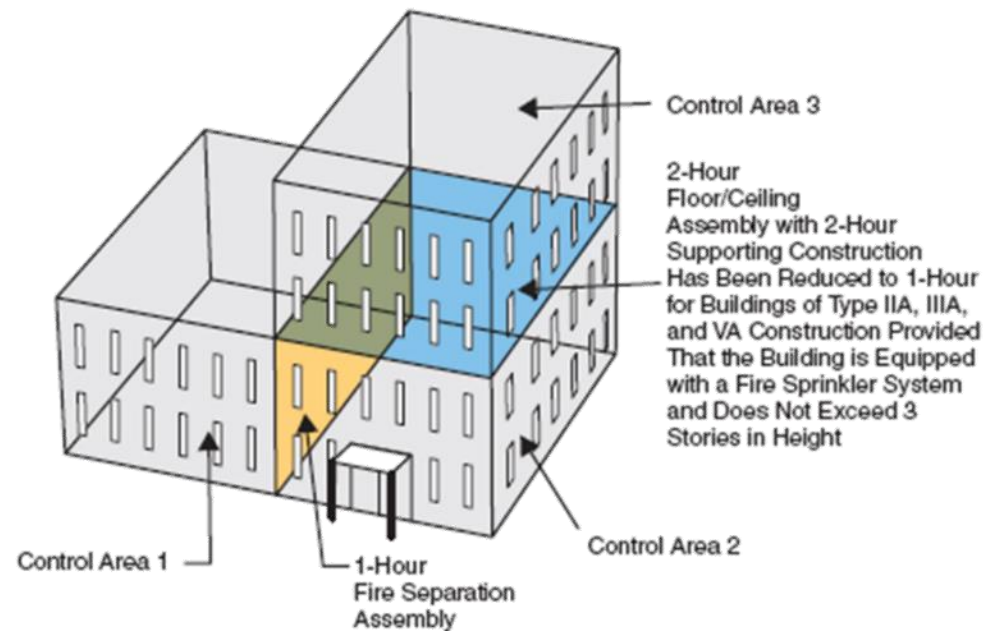 Control Area 3
2-Hour
Floor/Ceiling
Assembly with 2-Hour
Supporting Construction
Has Been Reduced to 1-Hour
for Buildings of Type IIA, IIIA,
and VA Construction Provided
That the Building is Equipped
with a Fire Sprinkler System
and Does Not Exceed 3
Stories in Height
Control Area 2
Control Area 1
1-Hour
Fire Separation
Assembly